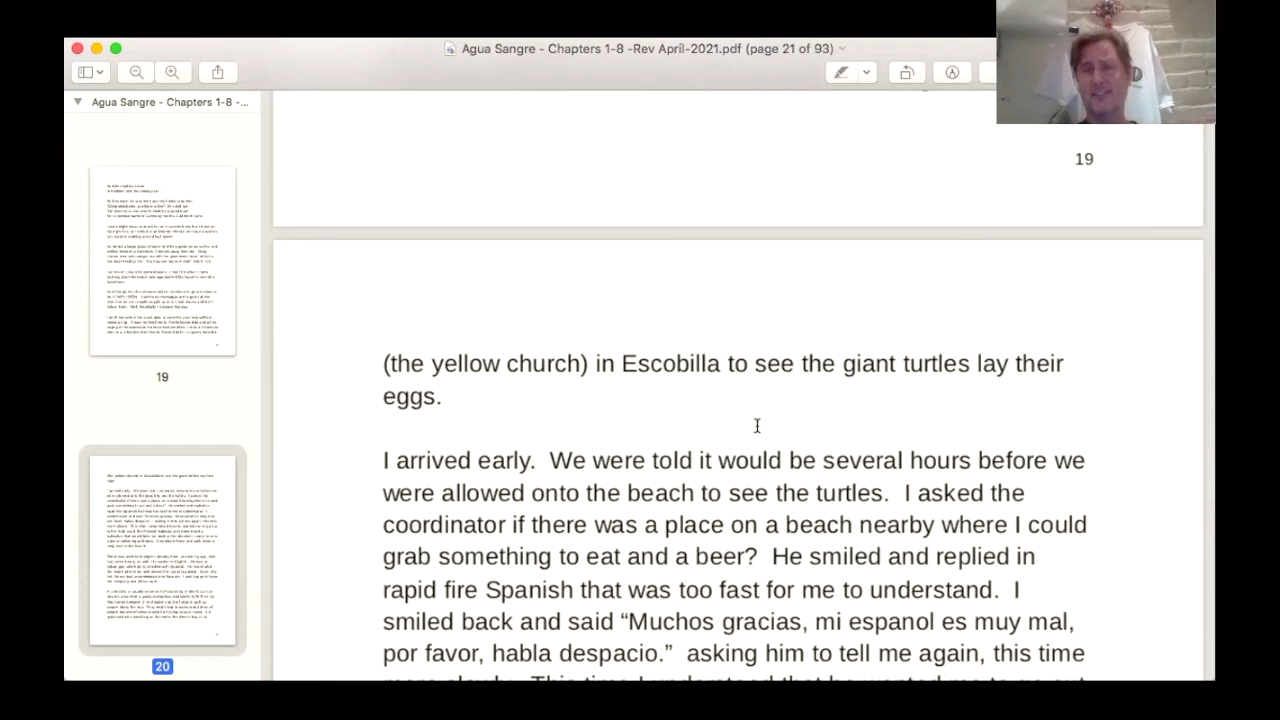 Agua Sangre - Chapters 1-8 -Rev April-2021.pdf (page 21 of 93)
Agua Sangre - Chapters 1-8 -...
19
19
20
(the yellow church) in Escobilla to see the giant turtles lay their
eggs.
I arrived early.  We were told it would be several hours before we
were allowed onto the beach to see the turtles.  I asked the
coordinator if there was a place on a beach nearby where I could
grab something to eat and a beer?  He smiled and replied in
rapid fire Spanish that was too fast for me to understand.  I
smiled back and said “Muchos gracias, mi espanol es muy mal,
por favor, habla despacio.”  asking him to tell me again, this time